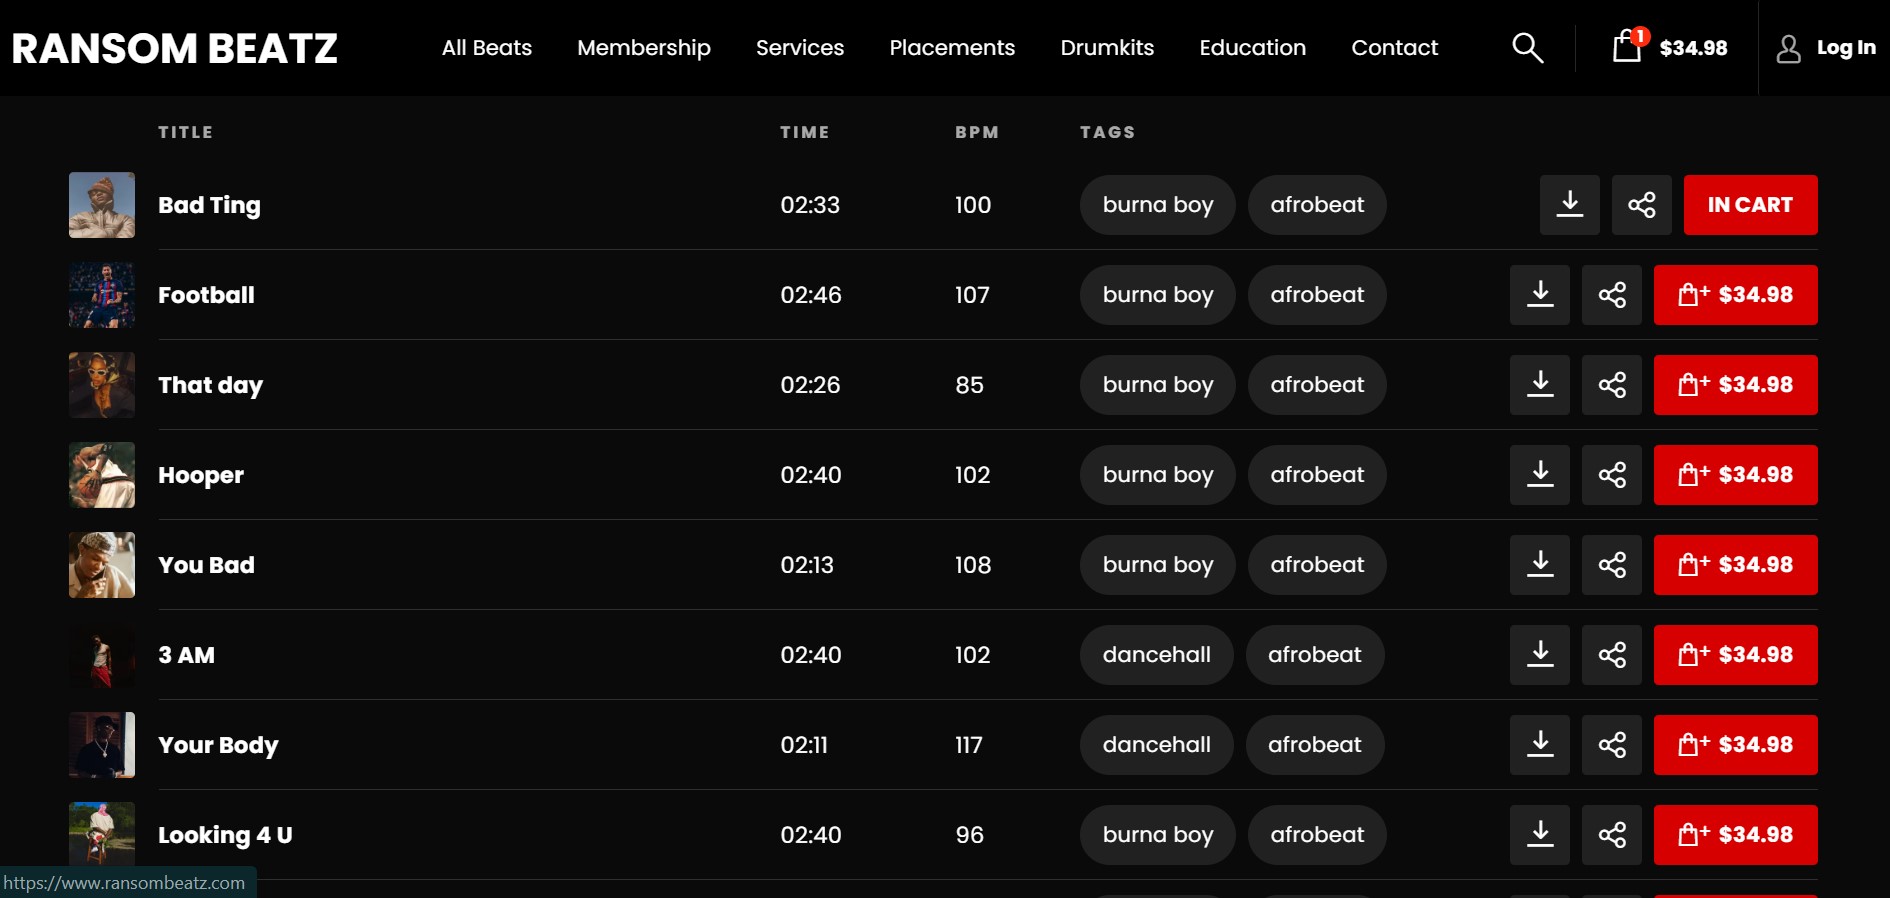 RANSOM BEATZ All Beats Membership Services Placements Drumkits Education Contact 1 $34.98 Log In
TITLE TIME BPM TAGS
Bad Ting 02:33 100 burna boy afrobeat IN CART
Football 02:46 107 burna boy afrobeat $34.98
That day 02:26 85 burna boy afrobeat $34.98
Hooper 02:40 102 burna boy afrobeat $34.98
You Bad 02:13 108 burna boy afrobeat $34.98
3 AM 02:40 102 dancehall afrobeat $34.98
Your Body 02:11 117 dancehall afrobeat $34.98
Looking 4 U 02:40 96 burna boy afrobeat $34.98
https://www.ransombeatz.com